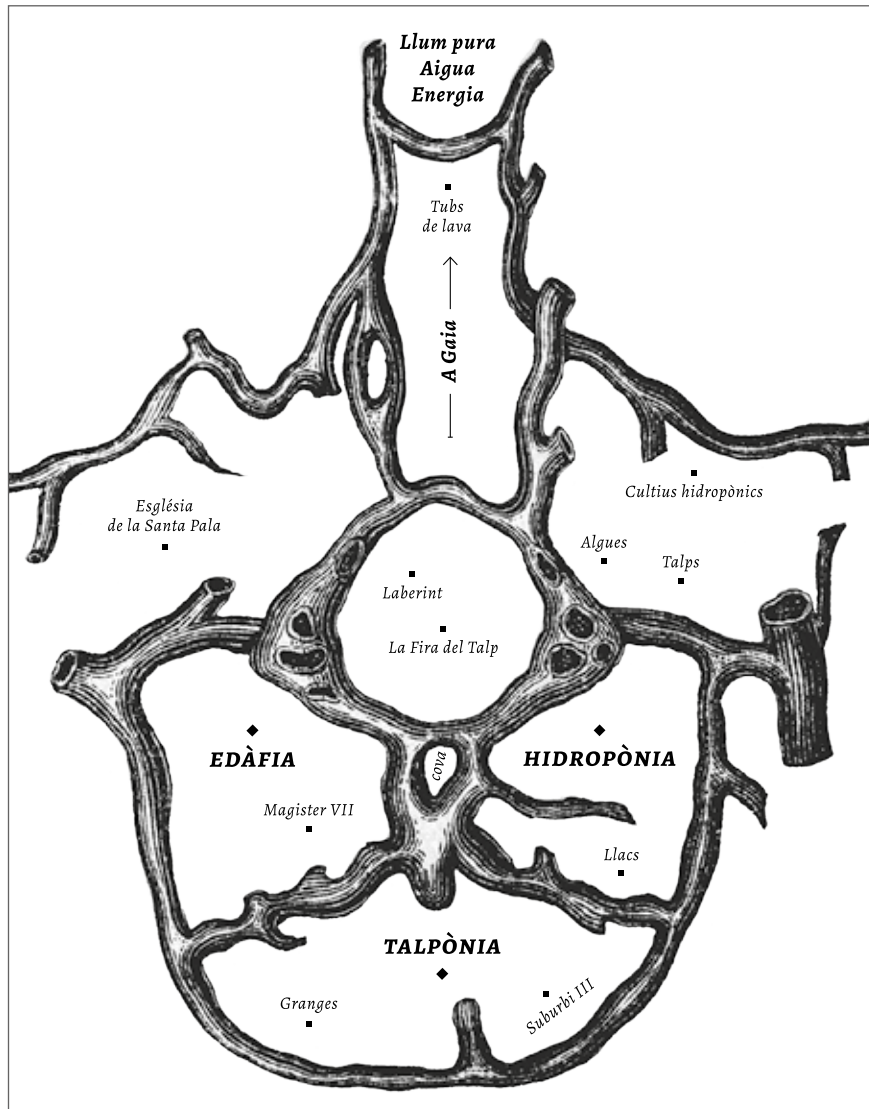 Llum pura
Aigua
Energia
Tubs
de lava
A Gaia
Cultius hidropònics
Església
de la Santa Pala
Algues
Talps
Laberint
La Fira del Talp
EDÀFIA
cova
HIDROPÒNIA
Magister VII
Llacs
TALPÒNIA
Granges
Suburbi III